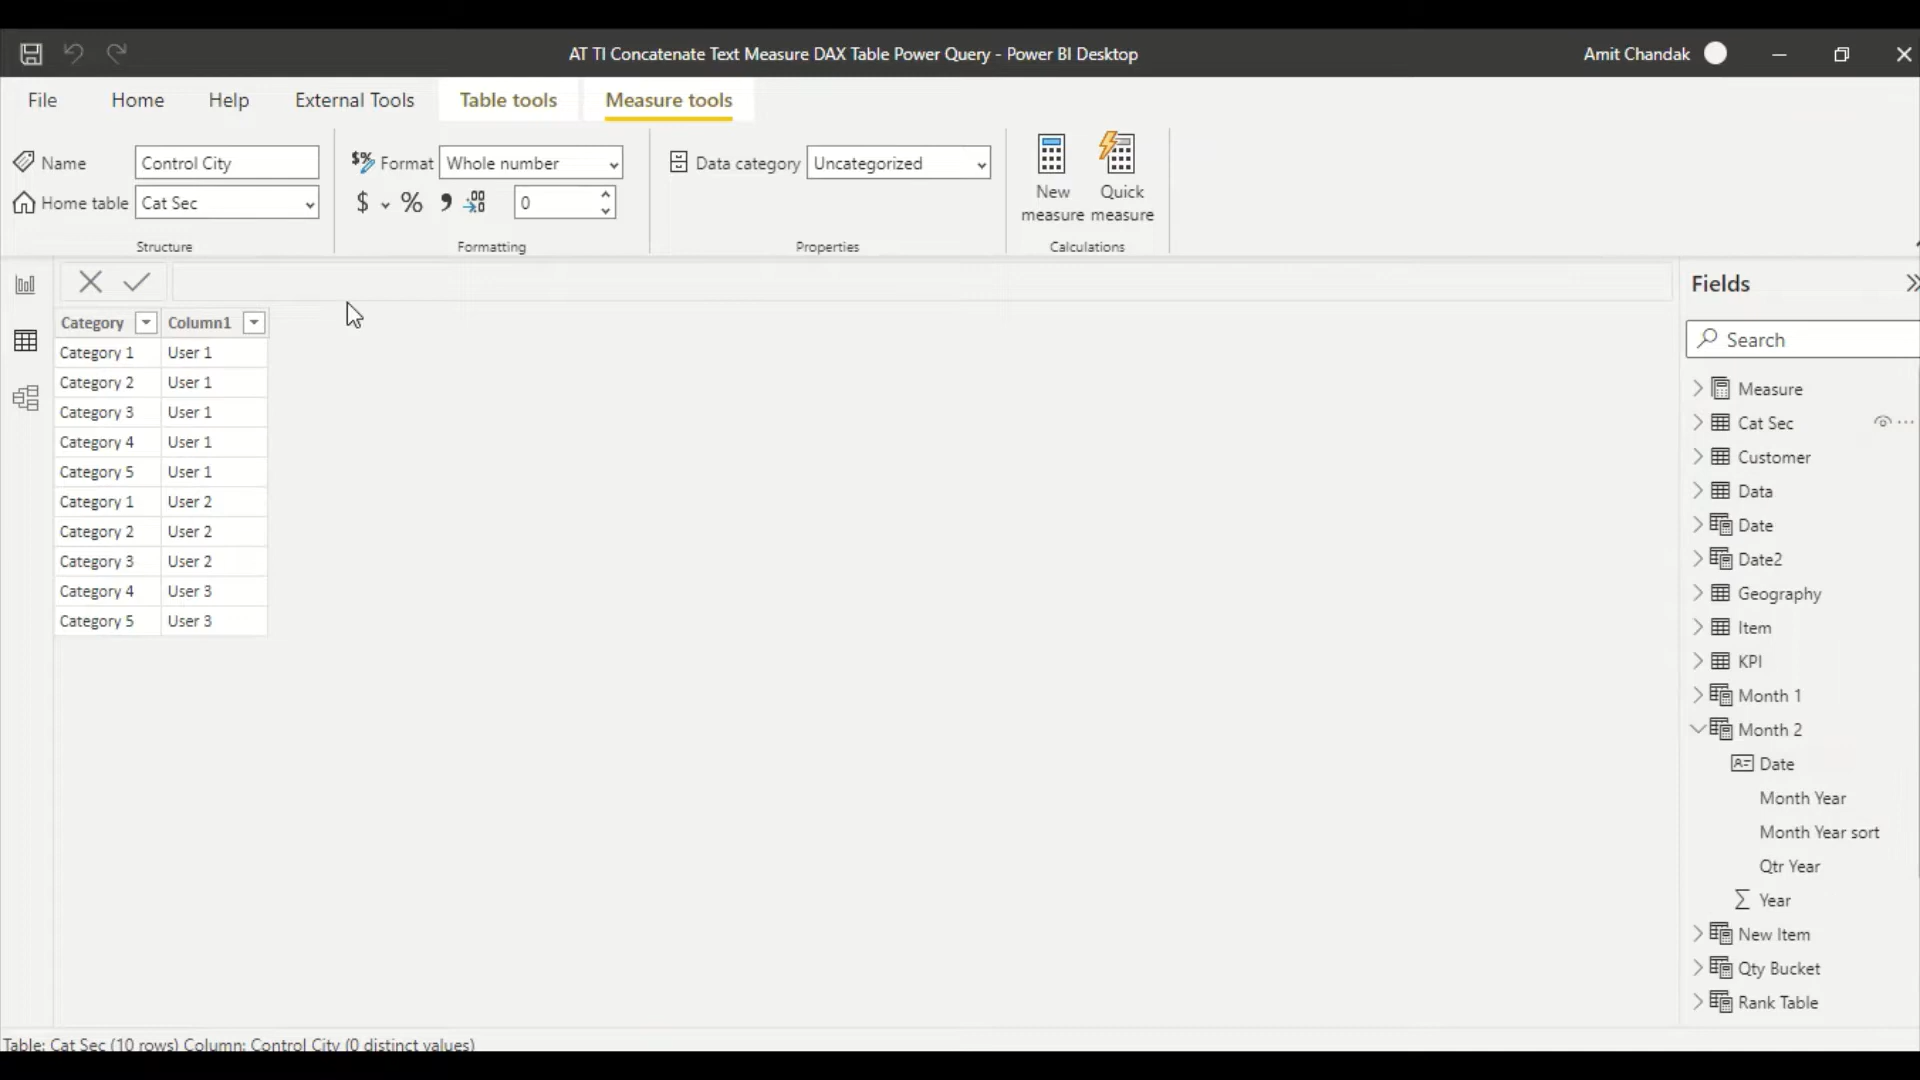 AT TI Concatenate Text Measure DAX Table Power Query - Power BI Desktop
Amit Chandak
File Home Help External Tools Table tools Measure tools
Name Control City
Home table Cat Sec
Structure
$% Format Whole number
$ % , .00 0
Formatting
Data category Uncategorized
Properties
New measure
Quick measure
Calculations
Category Column1
Category 1 User 1
Category 2 User 1
Category 3 User 1
Category 4 User 1
Category 5 User 1
Category 1 User 2
Category 2 User 2
Category 3 User 2
Category 4 User 3
Category 5 User 3
Fields
Search
Measure
Cat Sec
Customer
Data
Date
Date2
Geography
Item
KPI
Month 1
Month 2
Date
Month Year
Month Year sort
Qtr Year
Year
New Item
Qty Bucket
Rank Table
Table: Cat Sec (10 rows) Column: Control City (0 distinct values)